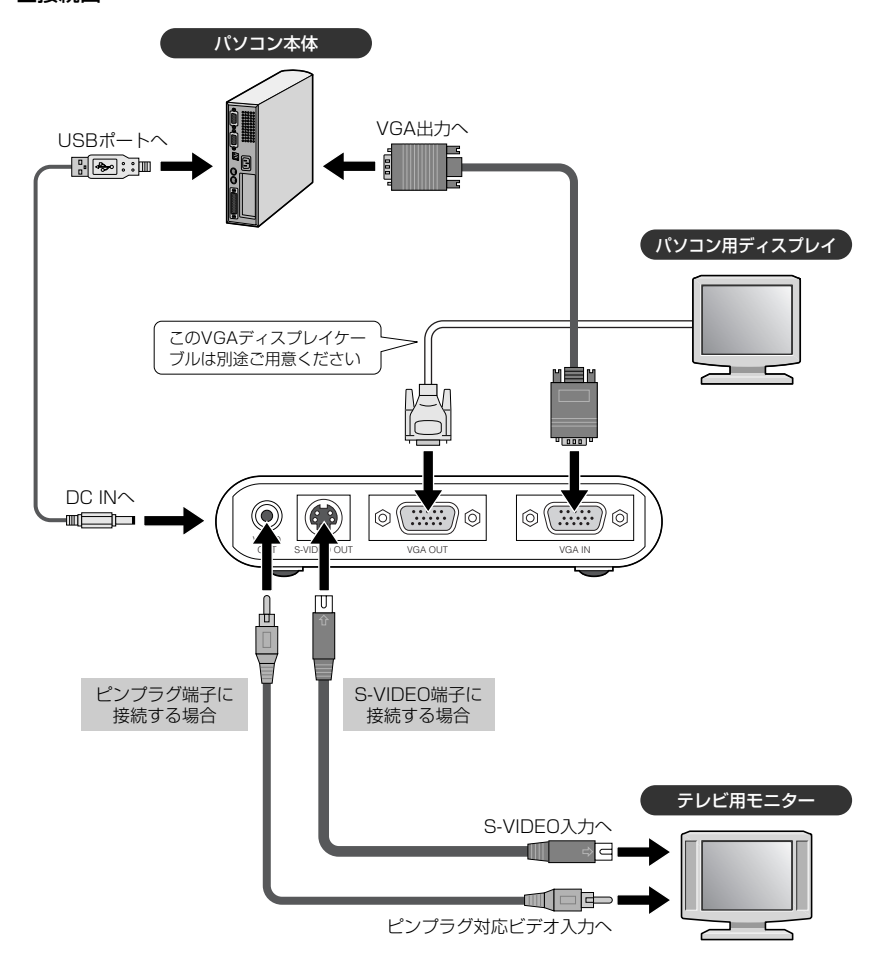 パソコン本体
USBポートへ
VGA出力へ
パソコン用ディスプレイ
このVGAディスプレイケー
ブルは別途ご用意ください
DC INへ
S-VIDEO OUT
VGA OUT
VGA IN
ピンプラグ端子に
接続する場合
S-VIDEO端子に
接続する場合
テレビ用モニター
S-VIDEO入力へ
ピンプラグ対応ビデオ入力へ